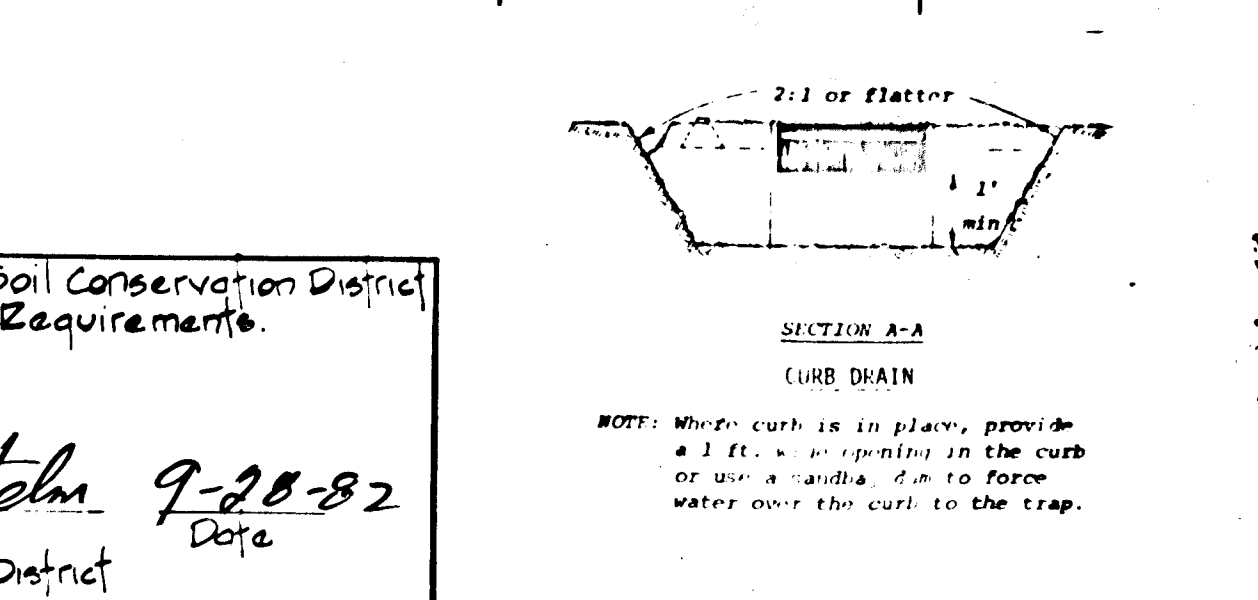 2:1 or flatter
1'
min
SECTION A-A
CURB DRAIN
NOTE: Where curb is in place, provide
a 1 ft. wide opening in the curb
or use a sandbag dam to force
water over the curb to the trap.
Soil Conservation District
Requirements.
9-28-82
Date
District